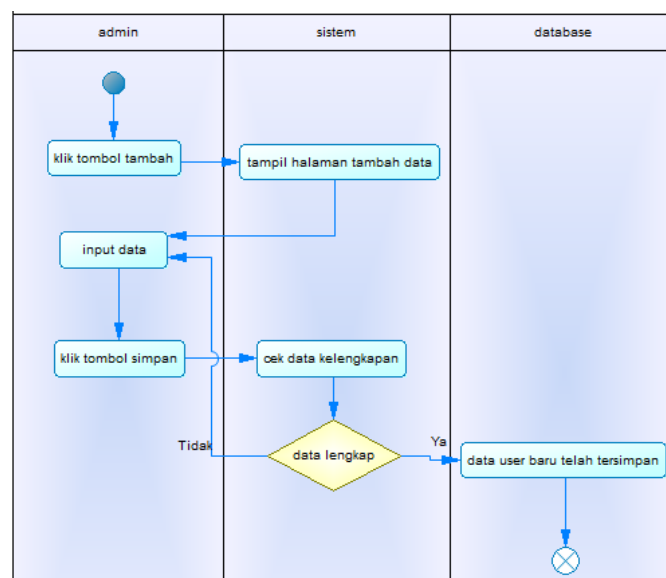 admin
sistem
database
klik tombol tambah
tampil halaman tambah data
input data
klik tombol simpan
cek data kelengkapan
Tidak
data lengkap
Ya
data user baru telah tersimpan